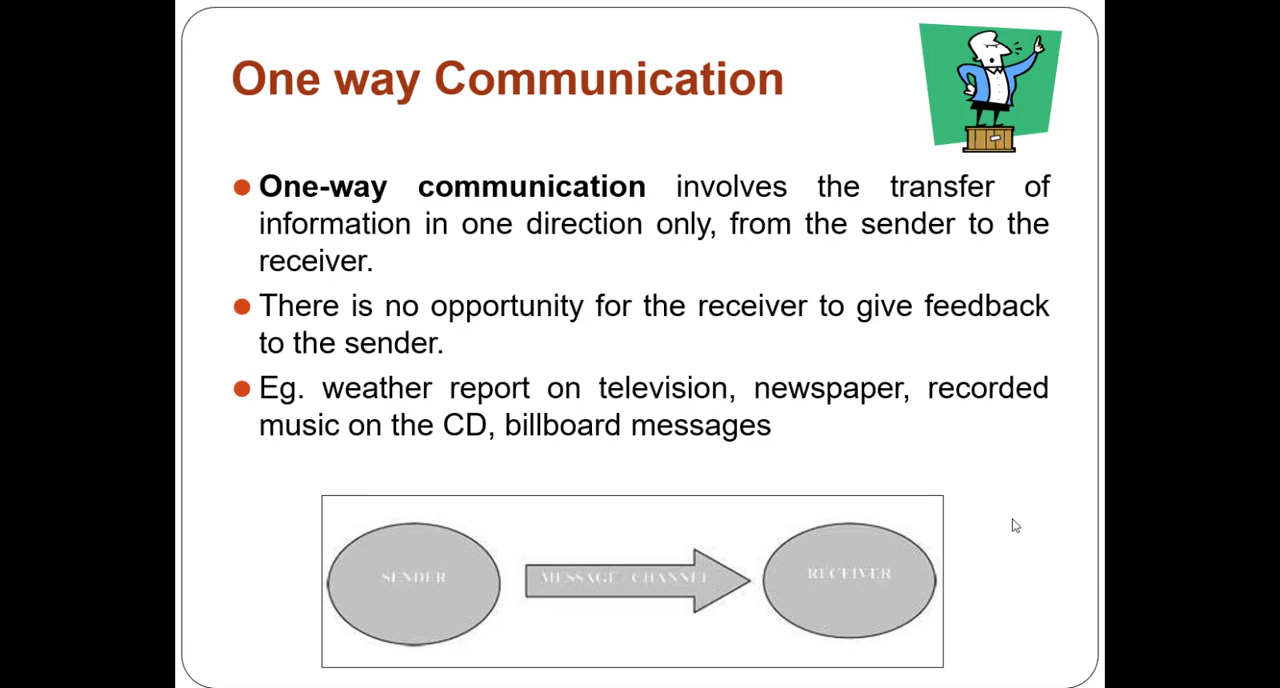 One way Communication
One-way communication involves the transfer of
information in one direction only, from the sender to the
receiver.
There is no opportunity for the receiver to give feedback
to the sender.
Eg. weather report on television, newspaper, recorded
music on the CD, billboard messages
SENDER
MESSAGE/CHANNEL
RECEIVER